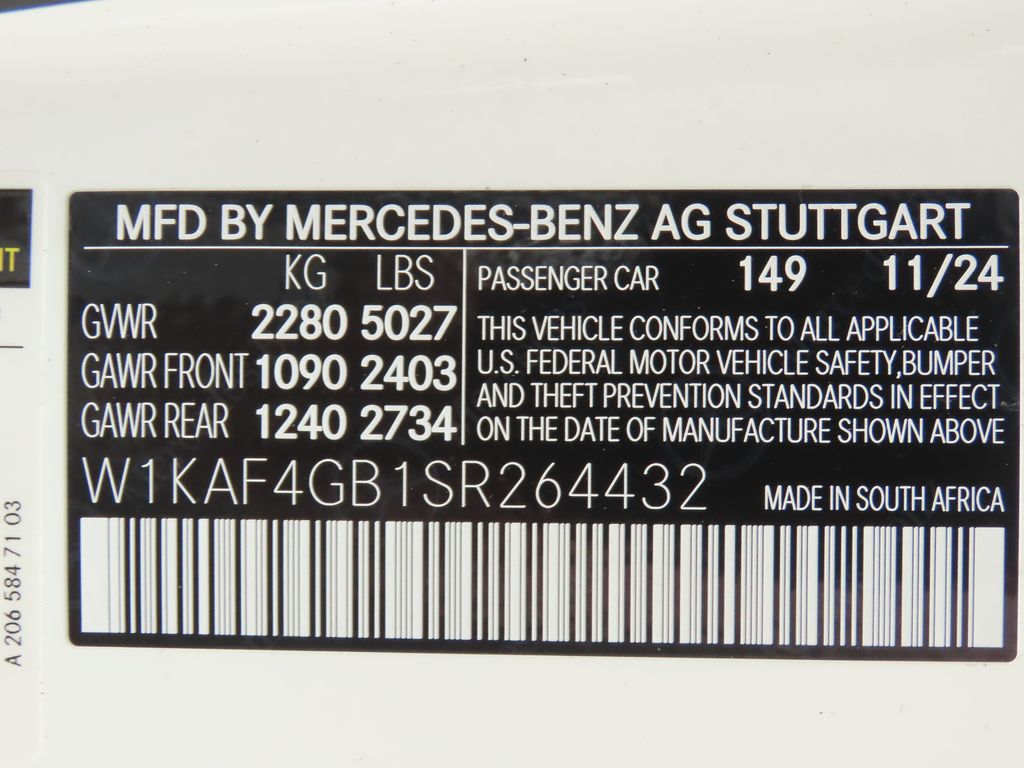 MFD BY MERCEDES-BENZ AG STUTTGART
KG LBS
GVWR 2280 5027
GAWR FRONT 1090 2403
GAWR REAR 1240 2734
PASSENGER CAR 149 11/24
THIS VEHICLE CONFORMS TO ALL APPLICABLE
U.S. FEDERAL MOTOR VEHICLE SAFETY,BUMPER
AND THEFT PREVENTION STANDARDS IN EFFECT
ON THE DATE OF MANUFACTURE SHOWN ABOVE
W1KAF4GB1SR264432
MADE IN SOUTH AFRICA
A 206 584 71 03